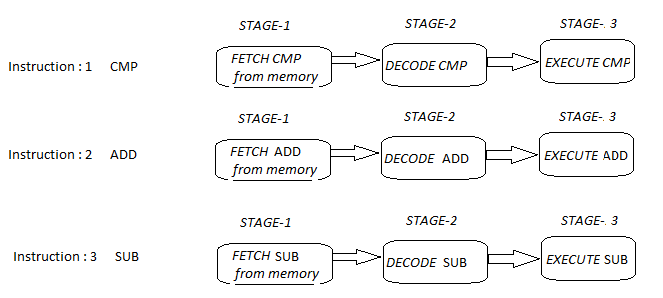 STAGE-1 STAGE-2 STAGE-. 3
Instruction : 1 CMP
FETCH CMP
from memory
DECODE CMP
EXECUTE CMP
STAGE-1 STAGE-2 STAGE-. 3
Instruction : 2 ADD
FETCH ADD
from memory
DECODE ADD
EXECUTE ADD
STAGE-1 STAGE-2 STAGE-. 3
Instruction : 3 SUB
FETCH SUB
from memory
DECODE SUB
EXECUTE SUB